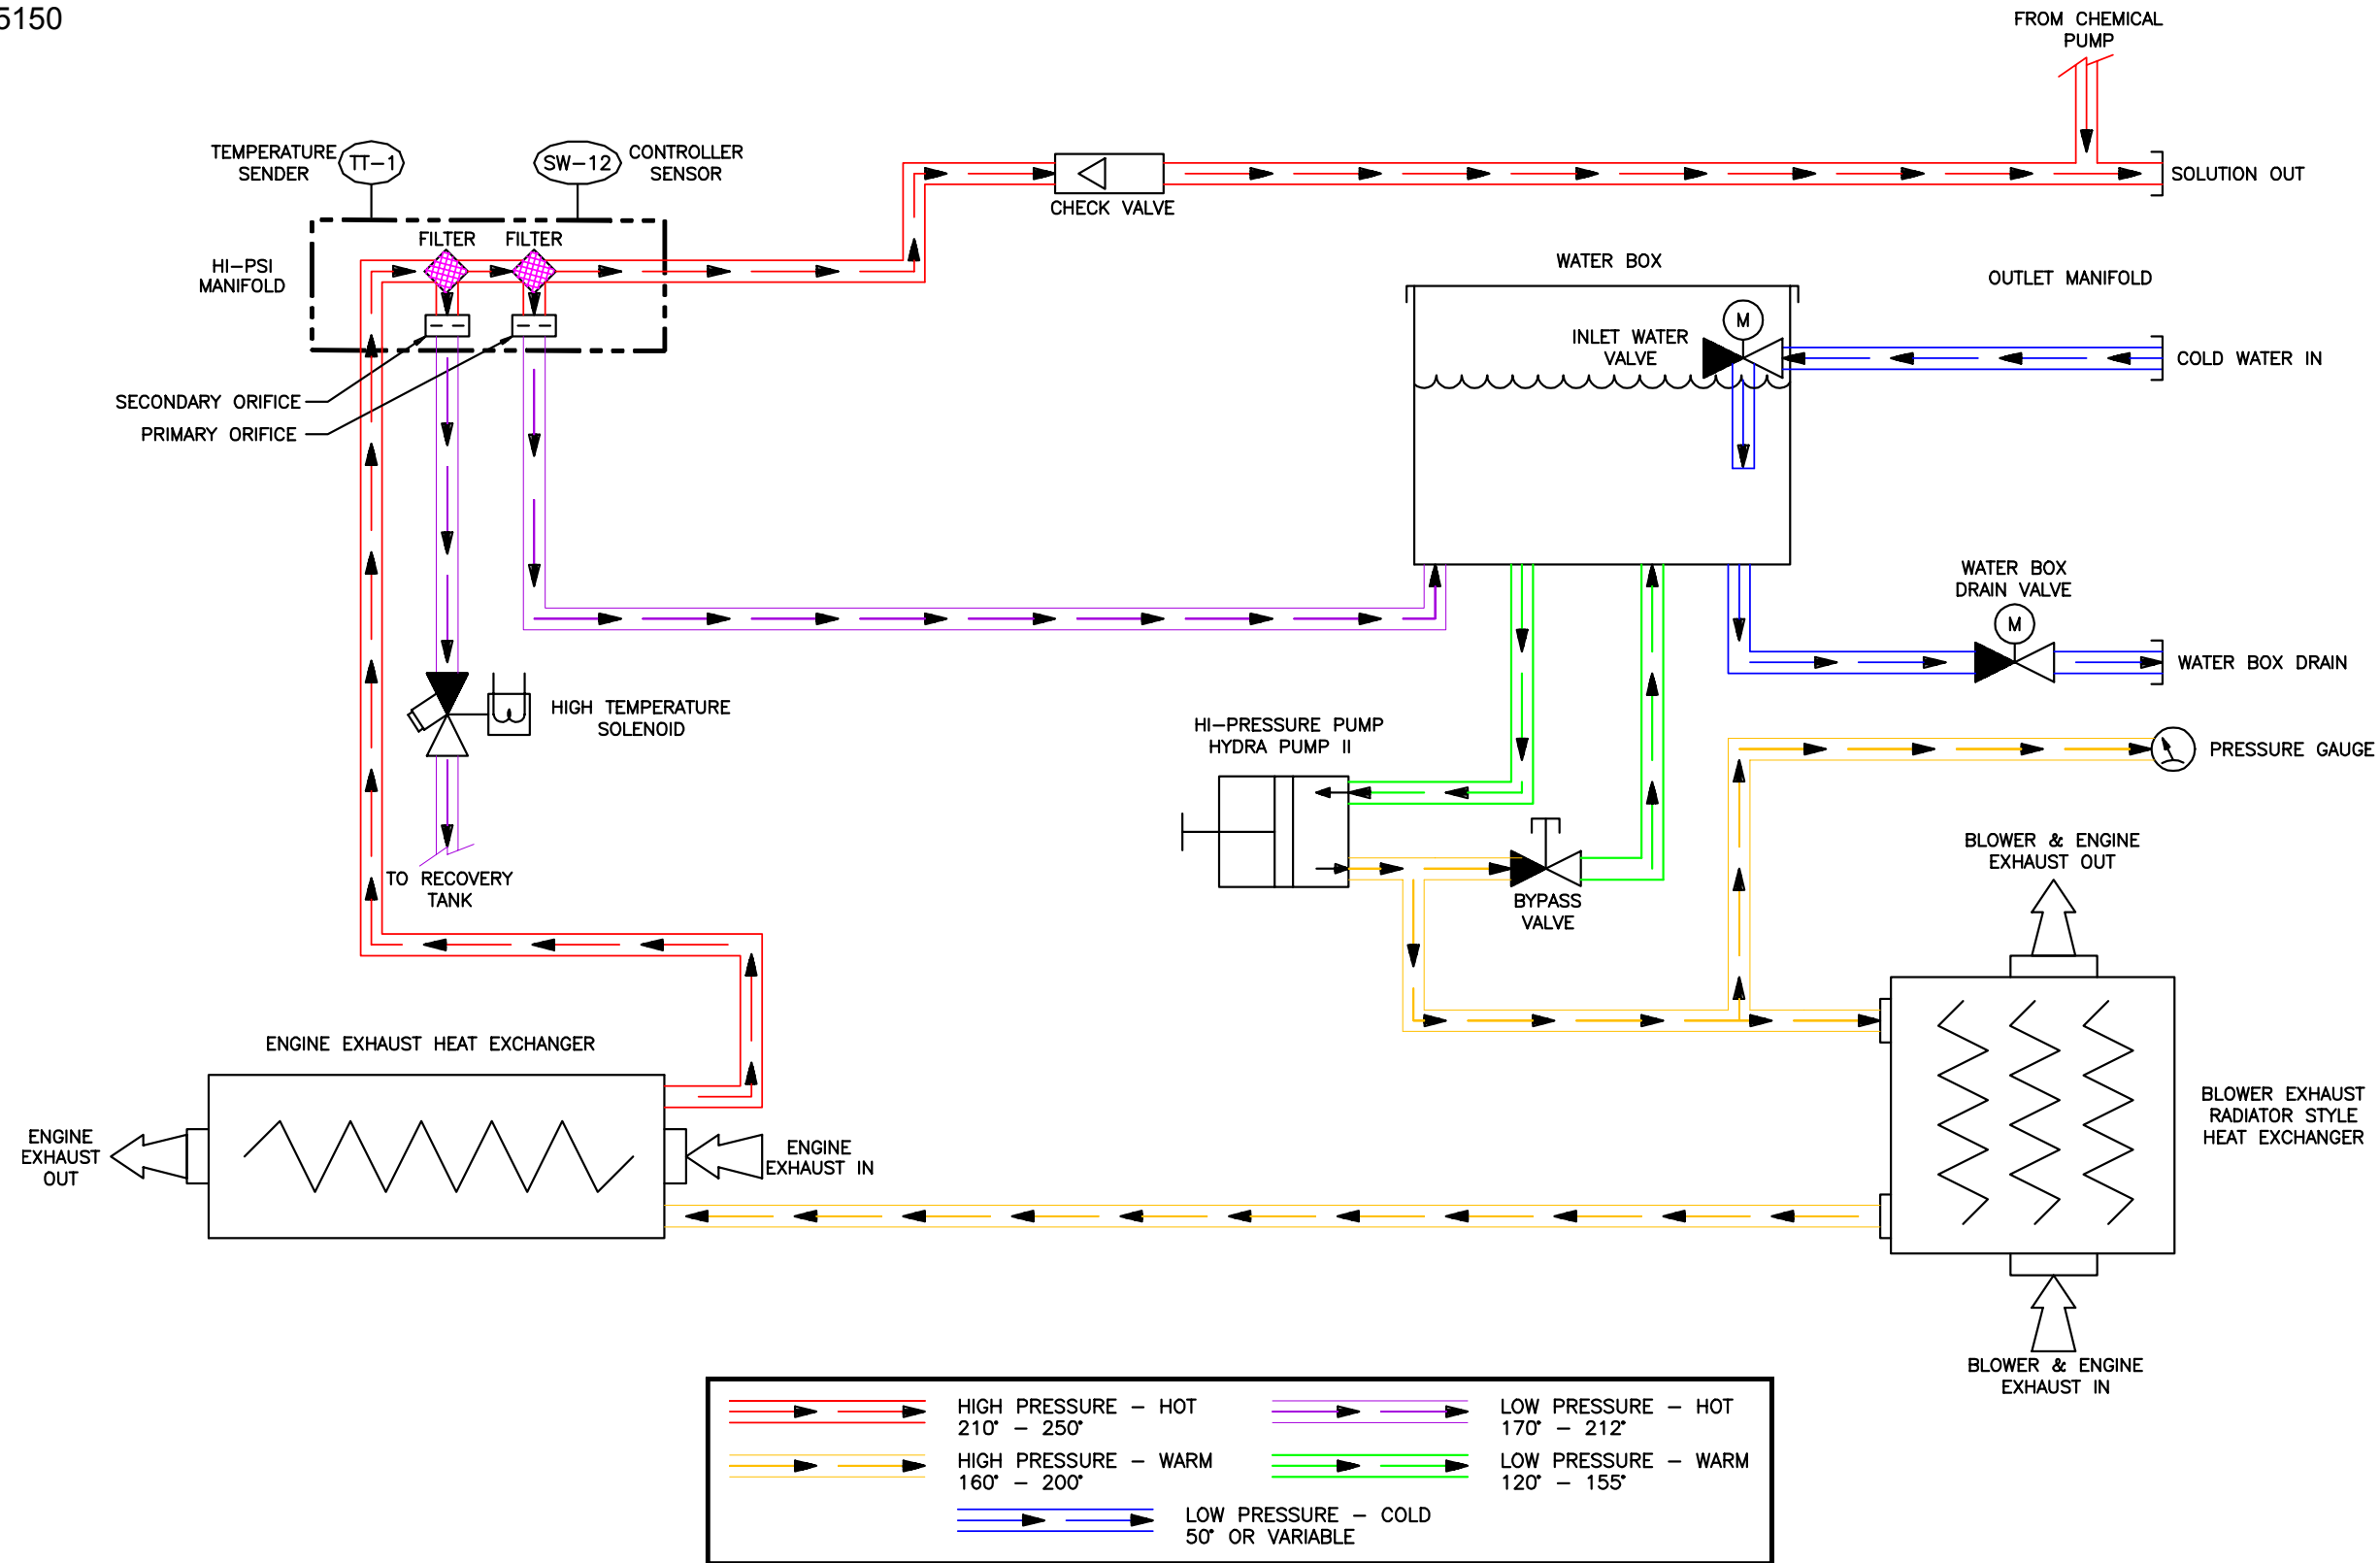 5150
FROM CHEMICAL
PUMP
TEMPERATURE
SENDER
TT-1
SW-12
CONTROLLER
SENSOR
SOLUTION OUT
CHECK VALVE
FILTER
FILTER
HI-PSI
MANIFOLD
WATER BOX
OUTLET MANIFOLD
M
INLET WATER
VALVE
COLD WATER IN
SECONDARY ORIFICE
PRIMARY ORIFICE
WATER BOX
DRAIN VALVE
M
WATER BOX DRAIN
HIGH TEMPERATURE
SOLENOID
HI-PRESSURE PUMP
HYDRA PUMP II
PRESSURE GAUGE
BLOWER & ENGINE
EXHAUST OUT
TO RECOVERY
TANK
BYPASS
VALVE
ENGINE EXHAUST HEAT EXCHANGER
BLOWER EXHAUST
RADIATOR STYLE
HEAT EXCHANGER
ENGINE
EXHAUST
OUT
ENGINE
EXHAUST IN
BLOWER & ENGINE
EXHAUST IN
HIGH PRESSURE - HOT
210° - 250°
LOW PRESSURE - HOT
170° - 212°
HIGH PRESSURE - WARM
160° - 200°
LOW PRESSURE - WARM
120° - 155°
LOW PRESSURE - COLD
50° OR VARIABLE